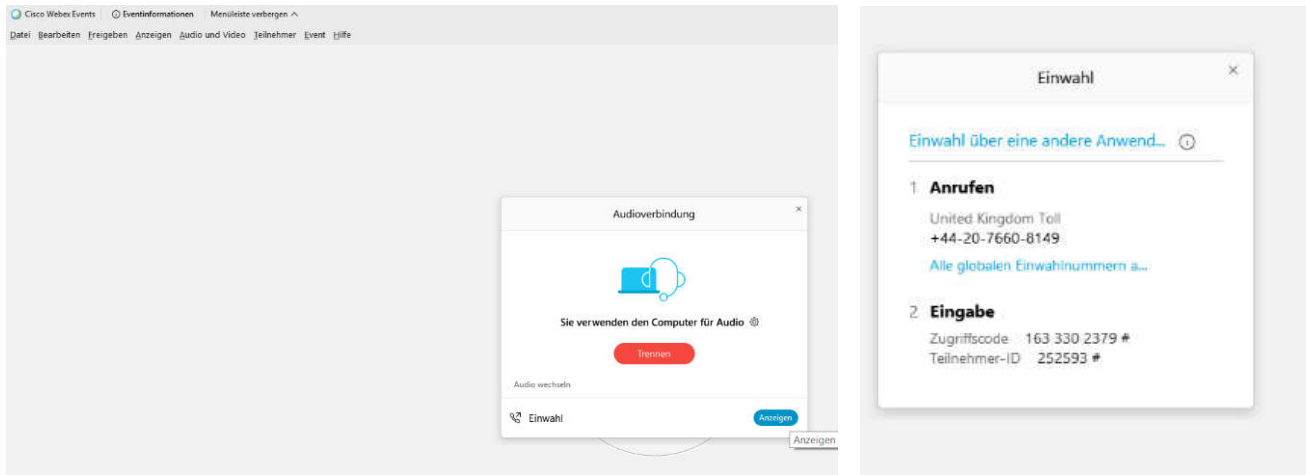 Cisco Webex Events Eventinformationen Menüleiste verbergen
Datei Bearbeiten Freigeben Anzeigen Audio und Video Teilnehmer Event Hilfe
Audioverbindung
Sie verwenden den Computer für Audio
Trennen
Audio wechseln
Einwahl Anzeigen
Anzeigen
Einwahl
Einwahl über eine andere Anwend...
1 Anrufen
United Kingdom Toll
+44-20-7660-8149
Alle globalen Einwahlnummern a...
2 Eingabe
Zugriffscode 163 330 2379 #
Teilnehmer-ID 252593 #